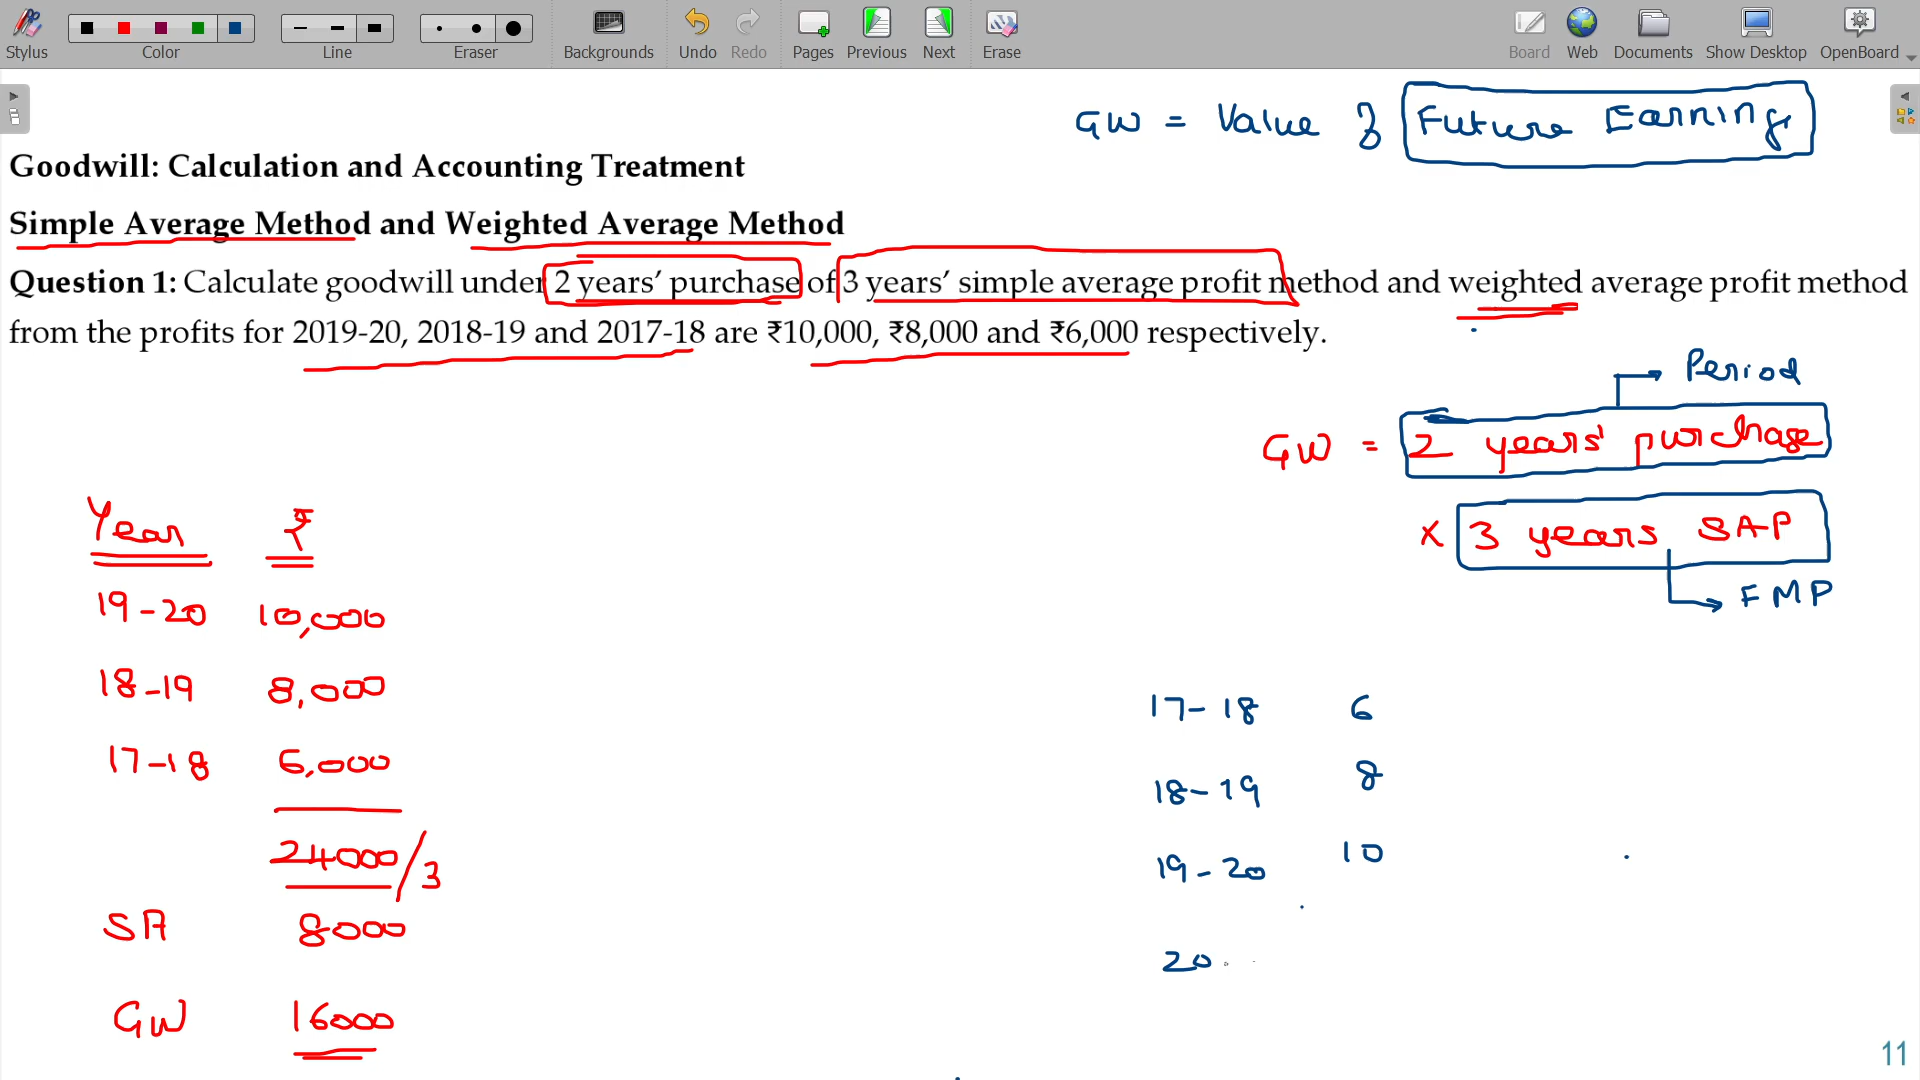 Stylus Color Line Eraser Backgrounds Undo Redo Pages Previous Next Erase Board Web Documents Show Desktop OpenBoard
GW = Value of Future Earning
Goodwill: Calculation and Accounting Treatment
Simple Average Method and Weighted Average Method
Question 1: Calculate goodwill under 2 years’ purchase of 3 years’ simple average profit method and weighted average profit method
from the profits for 2019-20, 2018-19 and 2017-18 are ₹10,000, ₹8,000 and ₹6,000 respectively.
Period
GW = 2 years' purchase
× 3 years SAP
FMP
Year ₹
19-20 10,000
18-19 8,000
17-18 6,000
24000/3
SA 8000
GW 16000
17-18 6
18-19 8
19-20 10
20
11